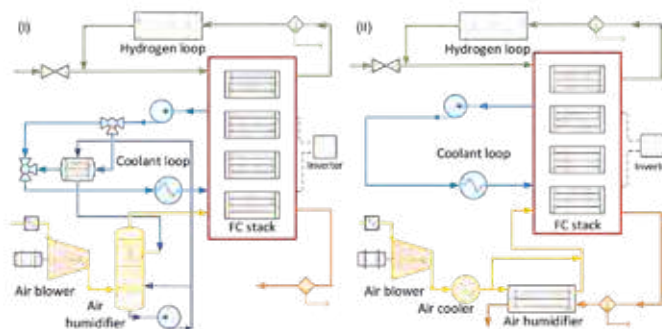 (I)
Hydrogen loop
Coolant loop
Inverter
FC stack
Air blower
Air
humidifier
(II)
Hydrogen loop
Coolant loop
FC stack
Air blower
Air cooler
Air humidifier